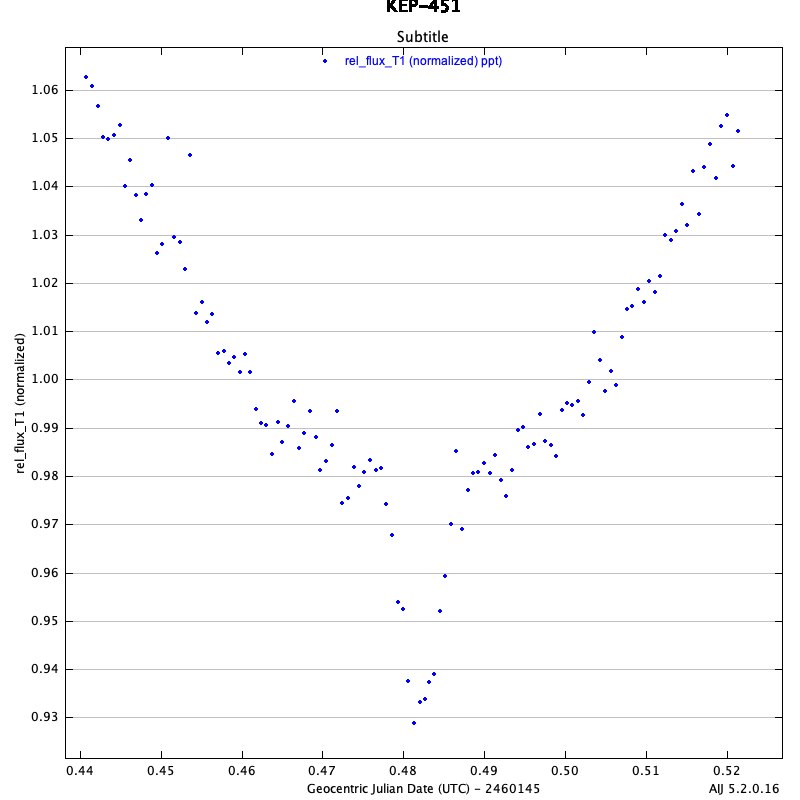 KEP-451
Subtitle
rel_flux_T1 (normalized) ppt)
1.06
1.05
1.04
1.03
1.02
1.01
1.00
0.99
0.98
0.97
0.96
0.95
0.94
0.93
rel_flux_T1 (normalized)
0.44 0.45 0.46 0.47 0.48 0.49 0.50 0.51 0.52
Geocentric Julian Date (UTC) - 2460145
AIJ 5.2.0.16